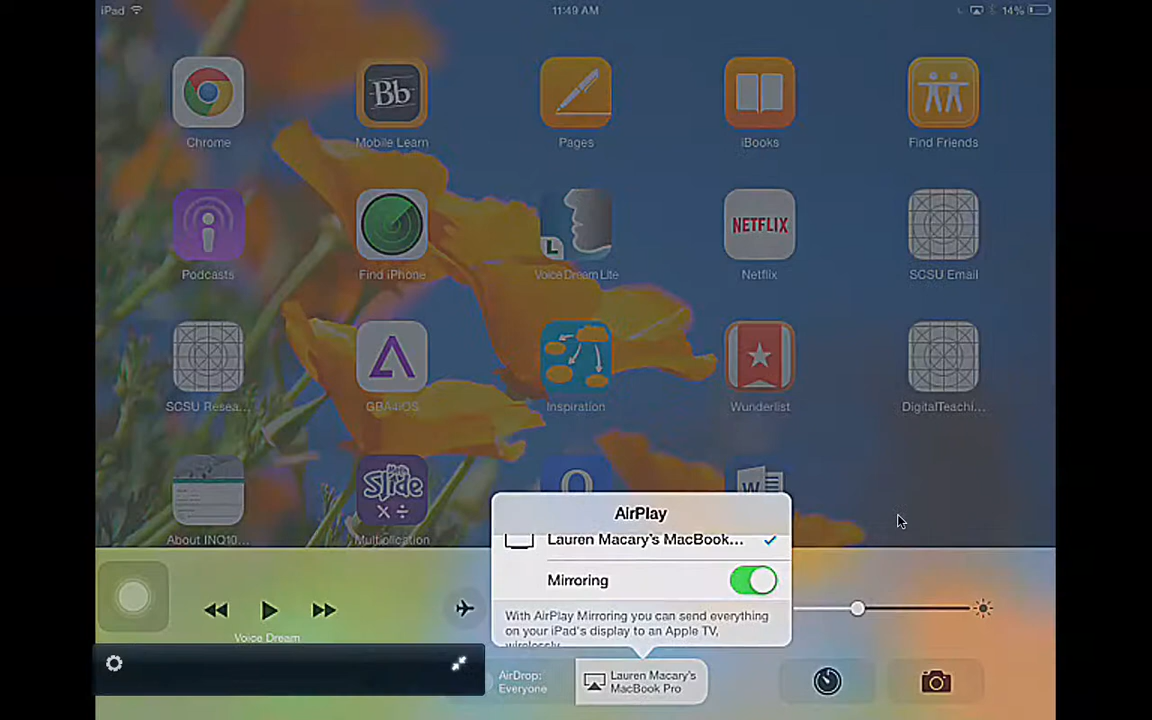 iPad
11:49 AM
14%
Chrome
Bb
Mobile Learn
Pages
iBooks
Find Friends
Podcasts
Find iPhone
L
Voice Dream Lite
NETFLIX
Netflix
SCSU Email
SCSU Resea...
GBA4iOS
Inspiration
Wunderlist
DigitalTeachi...
About INQ10...
Slide
Multiplication
W
AirPlay
Lauren Macary's MacBook...
Mirroring
With AirPlay Mirroring you can send everything
on your iPad's display to an Apple TV,
wirelessly.
Voice Dream
AirDrop:
Everyone
Lauren Macary's
MacBook Pro